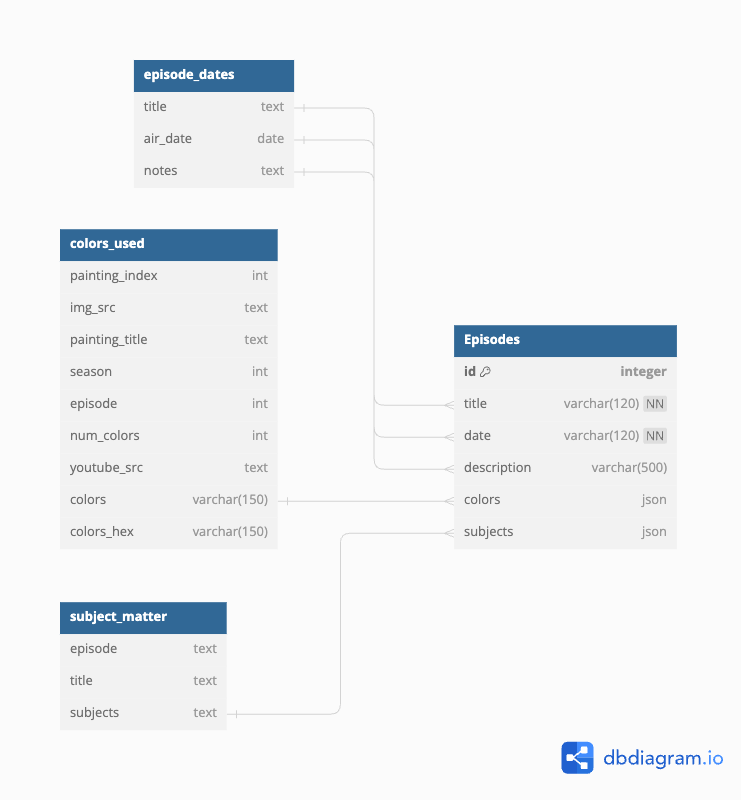 episode_dates
title text
air_date date
notes text
colors_used
painting_index int
img_src text
painting_title text
season int
episode int
num_colors int
youtube_src text
colors varchar(150)
colors_hex varchar(150)
Episodes
id integer
title varchar(120) NN
date varchar(120) NN
description varchar(500)
colors json
subjects json
subject_matter
episode text
title text
subjects text
dbdiagram.io